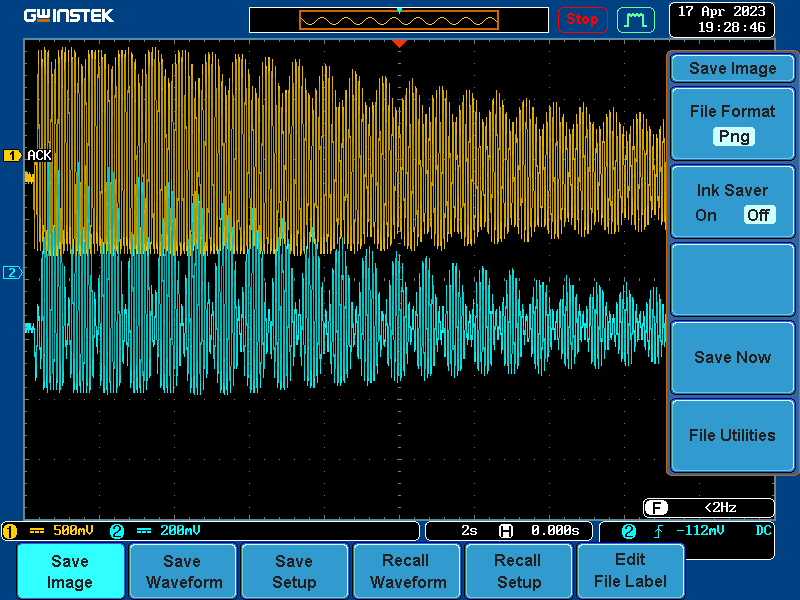 GWINSTEK
Stop
17 Apr 2023
19:28:46
Save Image
File Format
Png
1
ACK
Ink Saver
On Off
2
Save Now
File Utilities
F <2Hz
1 500mV 2 200mV
2s H 0.000s
2 -112mV DC
Save Image
Save Waveform
Save Setup
Recall Waveform
Recall Setup
Edit File Label